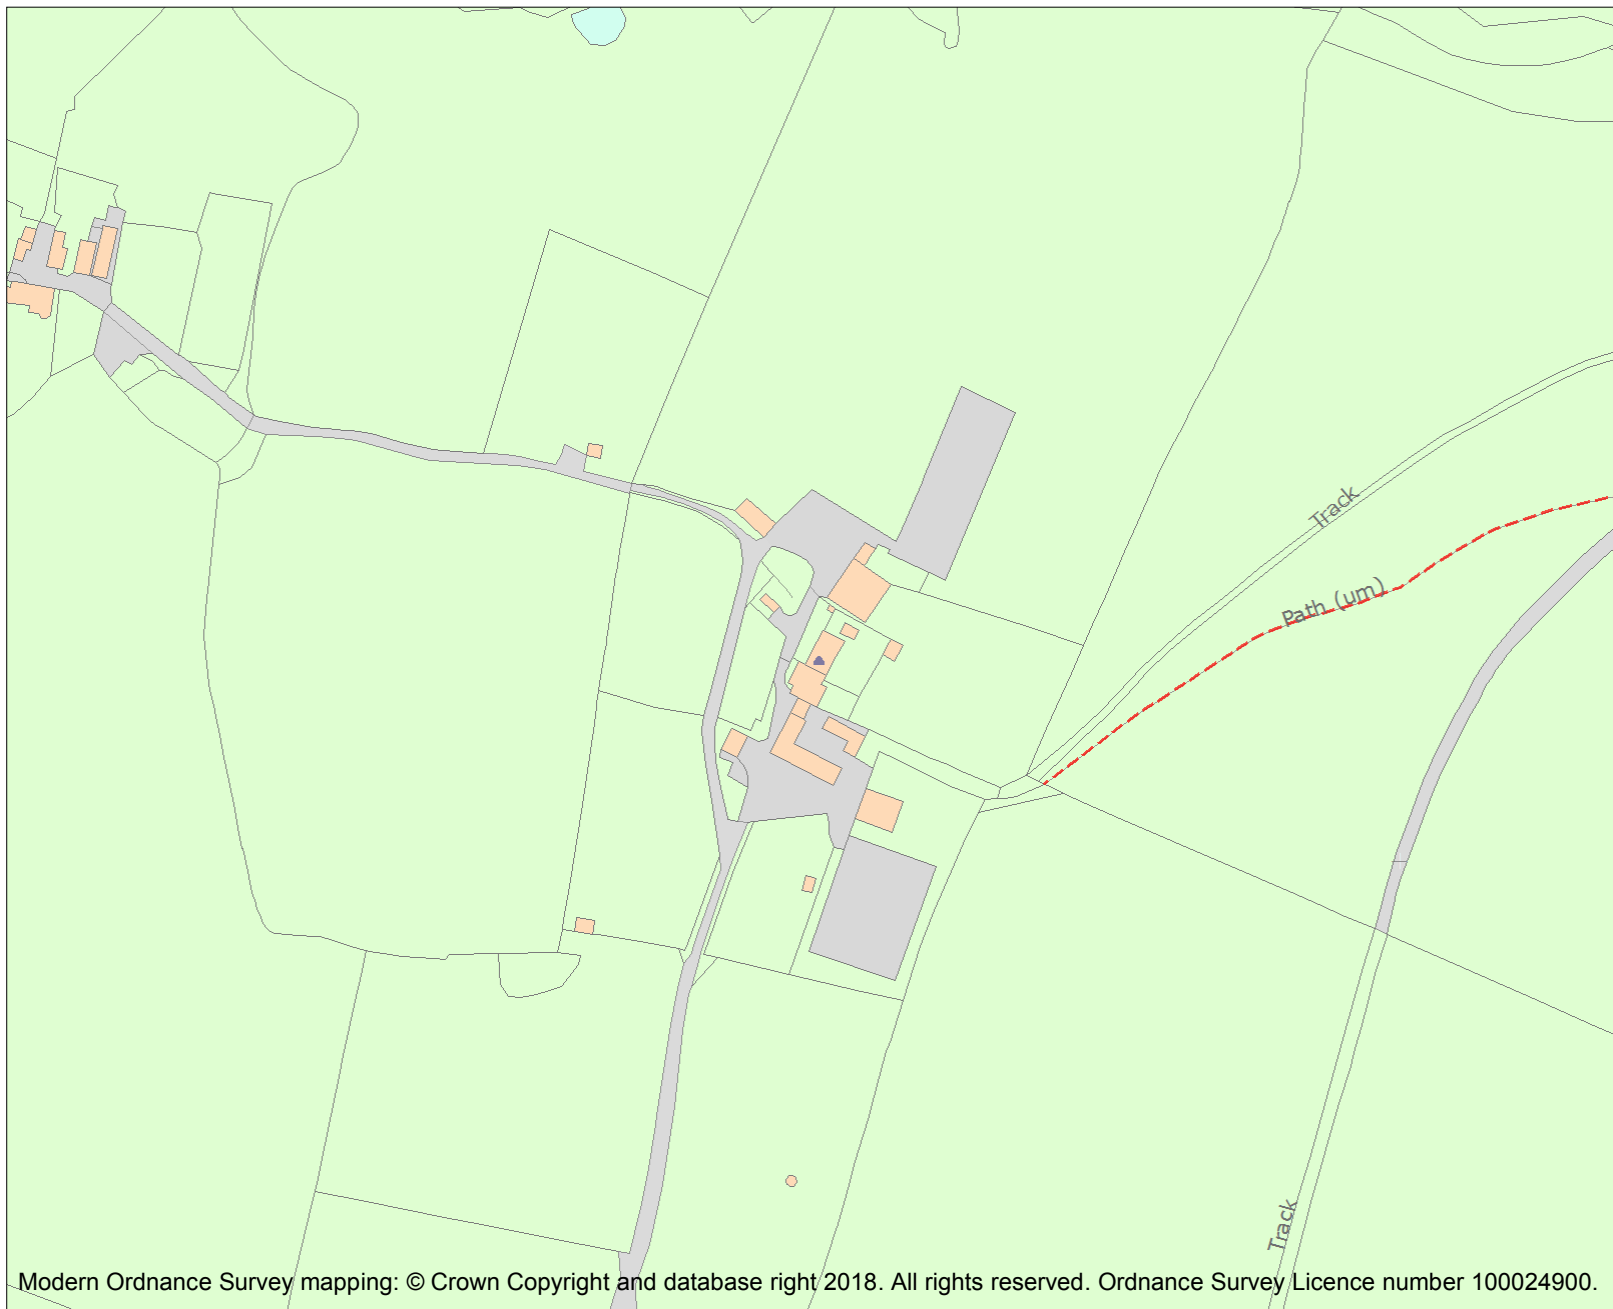 Track
Path (um)
Track
Modern Ordnance Survey mapping: © Crown Copyright and database right 2018. All rights reserved. Ordnance Survey Licence number 100024900.